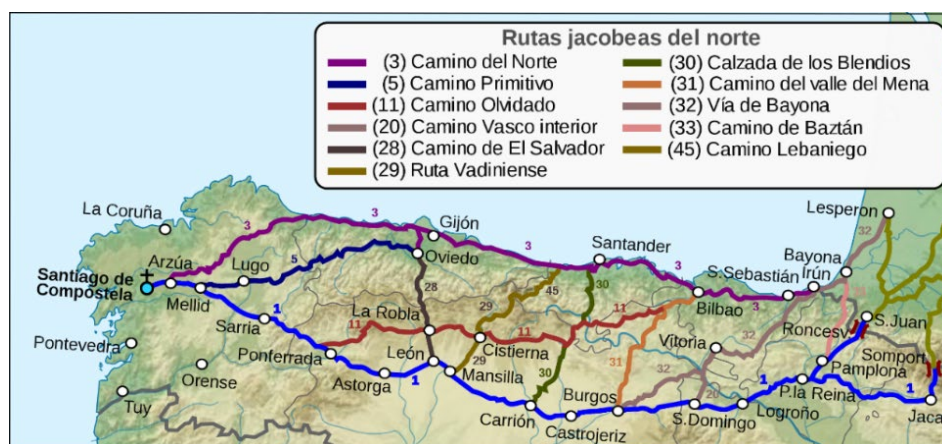 Rutas jacobeas del norte
(3) Camino del Norte
(5) Camino Primitivo
(11) Camino Olvidado
(20) Camino Vasco interior
(28) Camino de El Salvador
(29) Ruta Vadiniense
(30) Calzada de los Blendios
(31) Camino del valle del Mena
(32) Vía de Bayona
(33) Camino de Baztán
(45) Camino Lebaniego
La Coruña
3
3
Gijón
Lesperon
32
Arzúa
Lugo
5
Oviedo
3
Santander
Bayona
Santiago de
Compostela
Mellid
28
45
30
S.Sebastián
Irún
3
Bilbao
3
Sarria
La Robla
29
11
S.Juan
Roncesv.
Pontevedra
11
Cistierna
11
Vitoria
Somport
Ponferrada
León
29
31
32
Pamplona
Orense
Astorga
1
Mansilla
30
Burgos
32
1
P.la Reina
1
Tuy
Carrión
Castrojeriz
20
S.Domingo
Logroño
Jaca